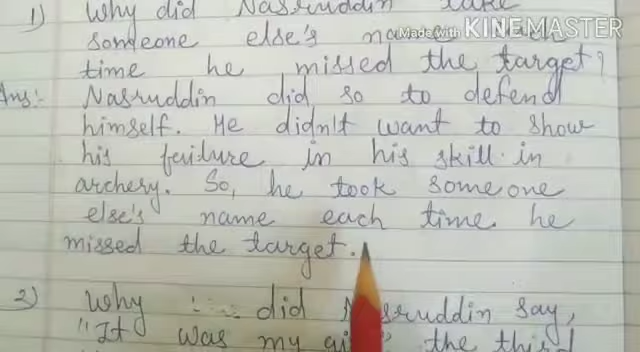 1) Why did Nasruddin take
someone else's name each
Made with KINEMASTER
time he missed the target?
Ans:- Nasruddin did so to defend
himself. He didn't want to show
his failure in his skill in
archery. So, he took someone
else's name each time he
missed the target.
2) Why did Nasruddin say,
"It was my the third